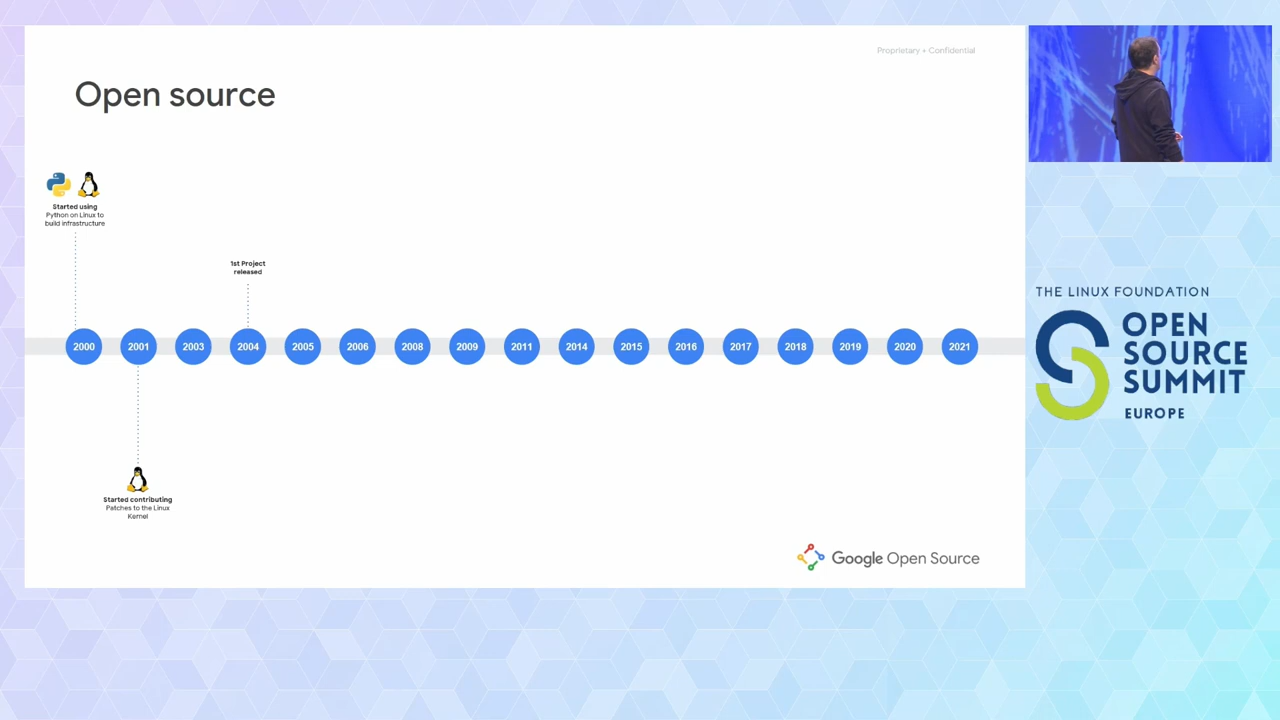 Proprietary + Confidential
Open source
Started using
Python on Linux to
build infrastructure
1st Project
released
2000
2001
2003
2004
2005
2006
2008
2009
2011
2014
2015
2016
2017
2018
2019
2020
2021
Started contributing
Patches to the Linux
Kernel
Google Open Source
THE LINUX FOUNDATION
OPEN
SOURCE
SUMMIT
EUROPE